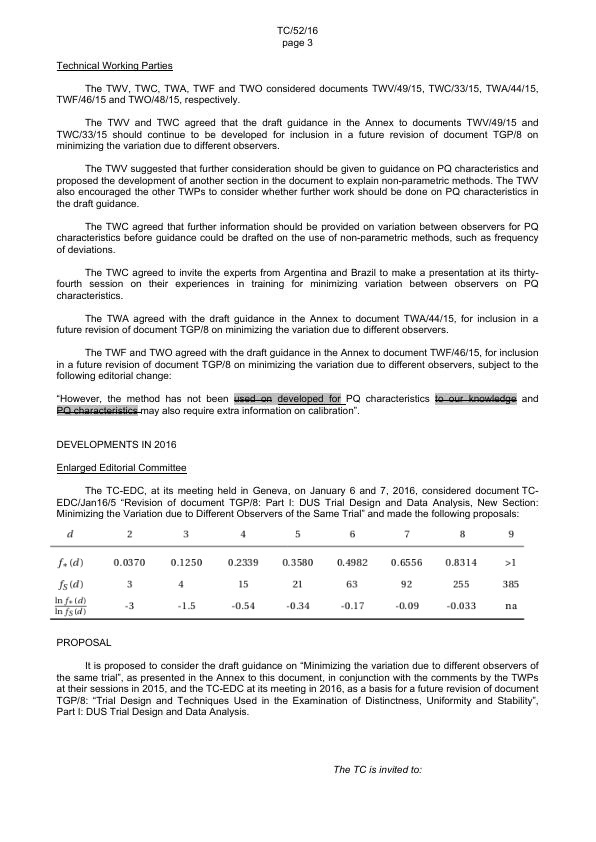 TC/52/16
page 3
Technical Working Parties
The TWV, TWC, TWA, TWF and TWO considered documents TWV/49/15, TWC/33/15, TWA/44/15,
TWF/46/15 and TWO/48/15, respectively.
The TWV and TWC agreed that the draft guidance in the Annex to documents TWV/49/15 and
TWC/33/15 should continue to be developed for inclusion in a future revision of document TGP/8 on
minimizing the variation due to different observers.
The TWV suggested that further consideration should be given to guidance on PQ characteristics and
proposed the development of another section in the document to explain non-parametric methods. The TWV
also encouraged the other TWPs to consider whether further work should be done on PQ characteristics in
the draft guidance.
The TWC agreed that further information should be provided on variation between observers for PQ
characteristics before guidance could be drafted on the use of non-parametric methods, such as frequency
of deviations.
The TWC agreed to invite the experts from Argentina and Brazil to make a presentation at its thirty-
fourth session on their experiences in training for minimizing variation between observers on PQ
characteristics.
The TWA agreed with the draft guidance in the Annex to document TWA/44/15, for inclusion in a
future revision of document TGP/8 on minimizing the variation due to different observers.
The TWF and TWO agreed with the draft guidance in the Annex to document TWF/46/15, for inclusion
in a future revision of document TGP/8 on minimizing the variation due to different observers, subject to the
following editorial change:
“However, the method has not been used on developed for PQ characteristics to our knowledge and
PQ characteristics may also require extra information on calibration”.
DEVELOPMENTS IN 2016
Enlarged Editorial Committee
The TC-EDC, at its meeting held in Geneva, on January 6 and 7, 2016, considered document TC-
EDC/Jan16/5 “Revision of document TGP/8: Part I: DUS Trial Design and Data Analysis, New Section:
Minimizing the Variation due to Different Observers of the Same Trial” and made the following proposals:
d 2 3 4 5 6 7 8 9
f*(d) 0.0370 0.1250 0.2339 0.3580 0.4982 0.6556 0.8314 >1
fS(d) 3 4 15 21 63 92 255 385
ln f*(d) / ln fS(d) -3 -1.5 -0.54 -0.34 -0.17 -0.09 -0.033 na
PROPOSAL
It is proposed to consider the draft guidance on “Minimizing the variation due to different observers of
the same trial”, as presented in the Annex to this document, in conjunction with the comments by the TWPs
at their sessions in 2015, and the TC-EDC at its meeting in 2016, as a basis for a future revision of document
TGP/8: “Trial Design and Techniques Used in the Examination of Distinctness, Uniformity and Stability”,
Part I: DUS Trial Design and Data Analysis.
The TC is invited to: